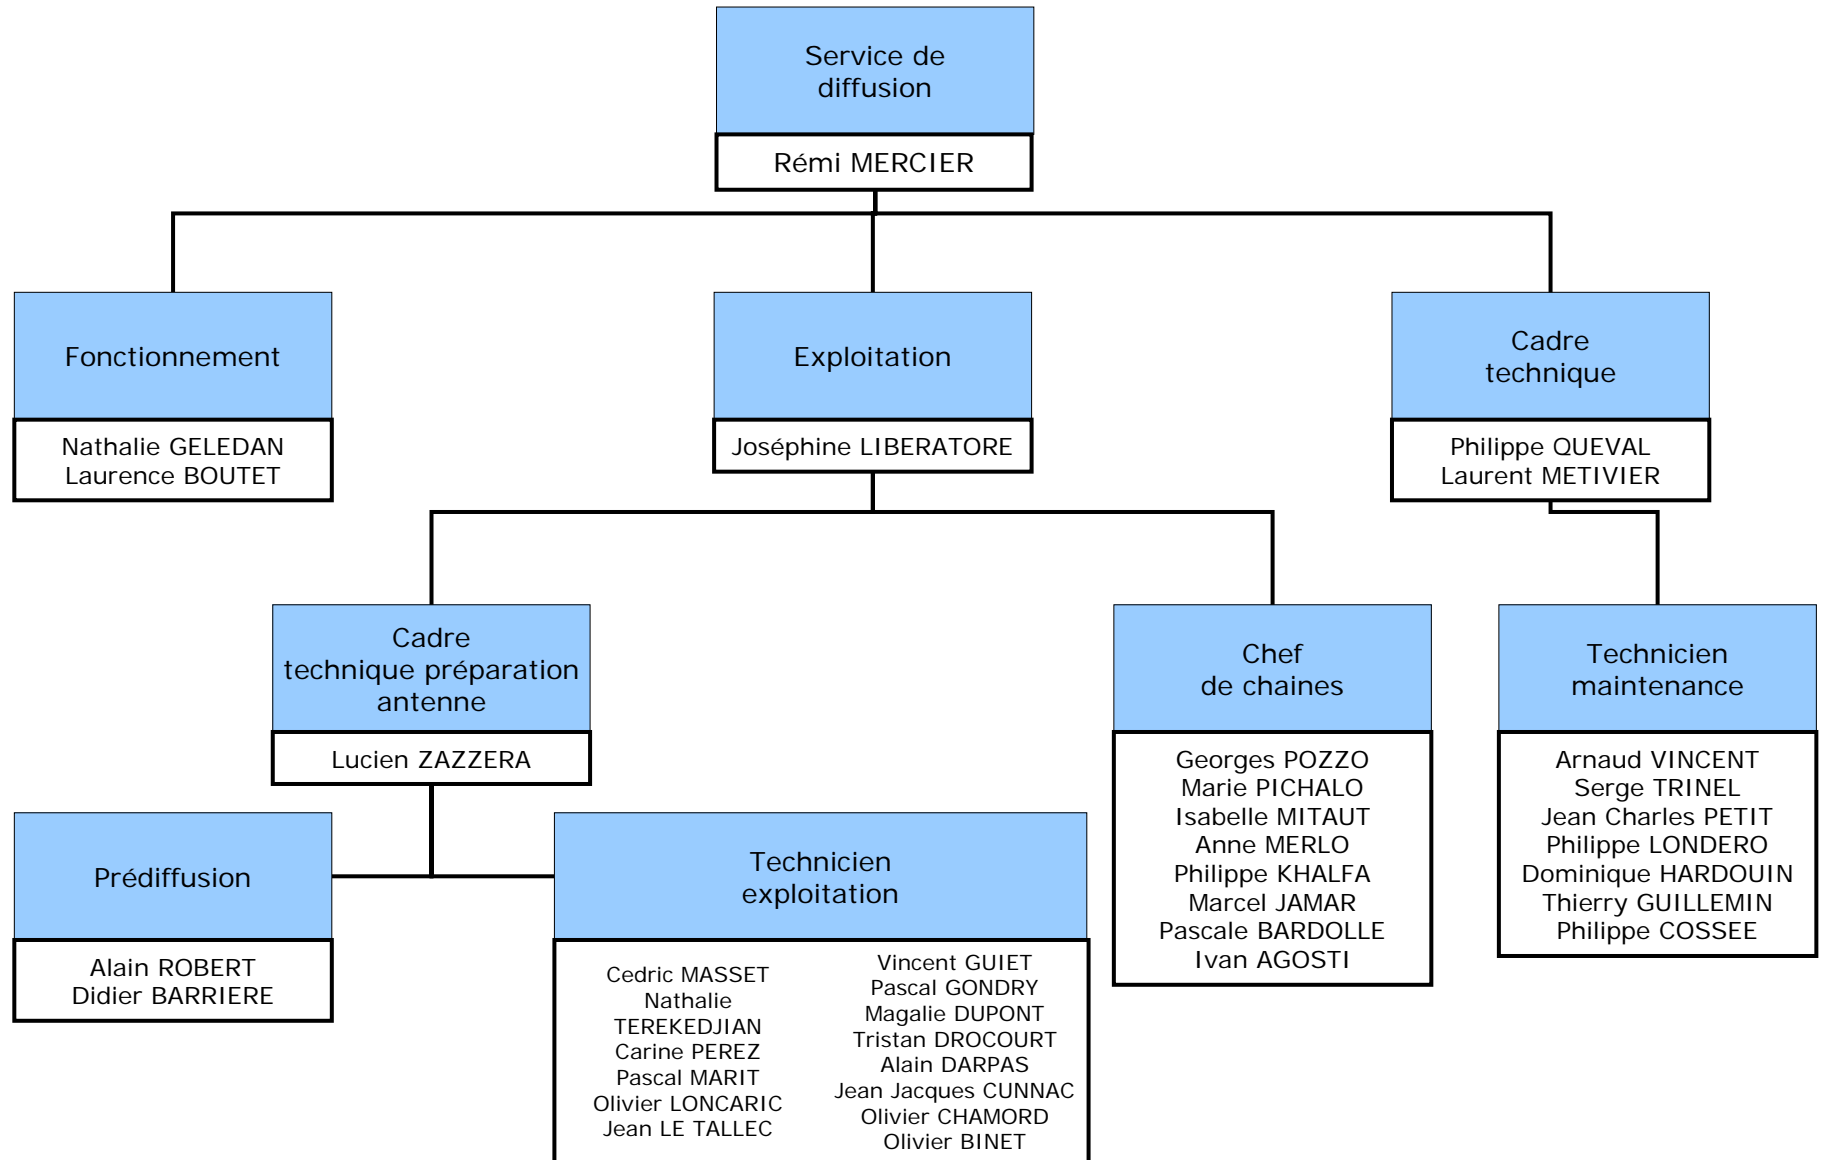 Service de
diffusion
Rémi MERCIER
Fonctionnement
Nathalie GELEDAN
Laurence BOUTET
Exploitation
Joséphine LIBERATORE
Cadre
technique
Philippe QUEVAL
Laurent METIVIER
Cadre
technique préparation
antenne
Lucien ZAZZERA
Chef
de chaines
Georges POZZO
Marie PICHALO
Isabelle MITAUT
Anne MERLO
Philippe KHALFA
Marcel JAMAR
Pascale BARDOLLE
Ivan AGOSTI
Technicien
maintenance
Arnaud VINCENT
Serge TRINEL
Jean Charles PETIT
Philippe LONDERO
Dominique HARDOUIN
Thierry GUILLEMIN
Philippe COSSEE
Prédiffusion
Alain ROBERT
Didier BARRIERE
Technicien
exploitation
Cedric MASSET
Nathalie
TEREKEDJIAN
Carine PEREZ
Pascal MARIT
Olivier LONCARIC
Jean LE TALLEC
Vincent GUIET
Pascal GONDRY
Magalie DUPONT
Tristan DROCOURT
Alain DARPAS
Jean Jacques CUNNAC
Olivier CHAMORD
Olivier BINET